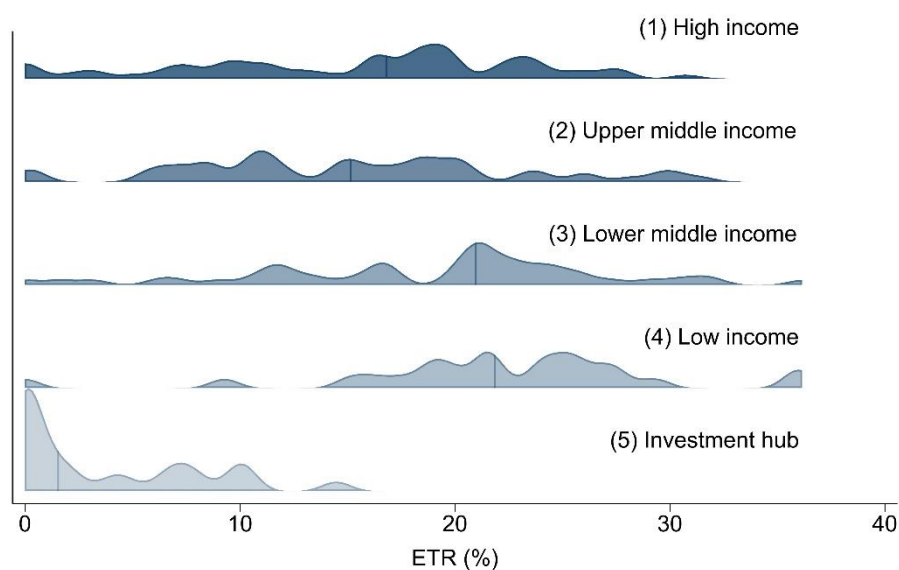 (1) High income
(2) Upper middle income
(3) Lower middle income
(4) Low income
(5) Investment hub
0 10 20 30 40
ETR (%)